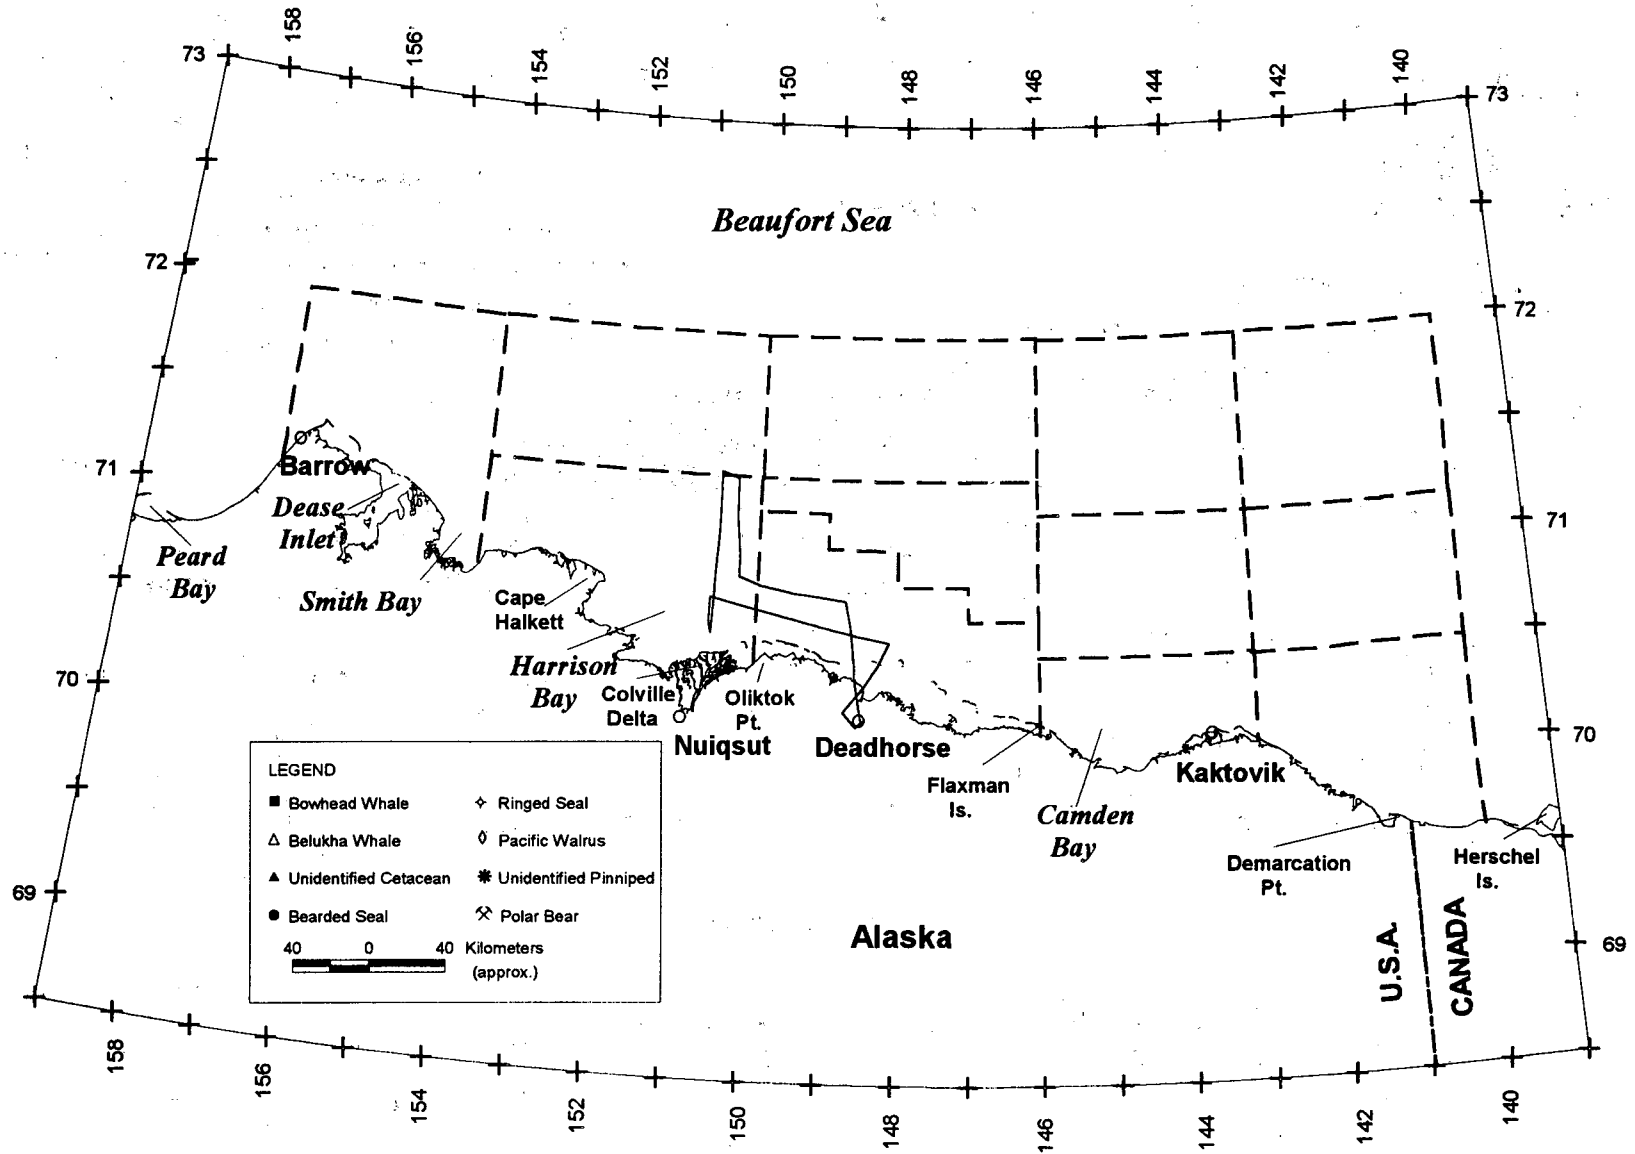 158
156
154
152
150
148
146
144
142
140
73
73
Beaufort Sea
72
72
71
71
Barrow
Dease
Inlet
Peard
Bay
Smith Bay
Cape
Halkett
Harrison
Bay
Colville
Delta
Oliktok
Pt.
70
70
Nuiqsut
Deadhorse
Flaxman
Is.
Kaktovik
Camden
Bay
Demarcation
Pt.
Herschel
Is.
LEGEND
Bowhead Whale
Ringed Seal
Belukha Whale
Pacific Walrus
Unidentified Cetacean
Unidentified Pinniped
Bearded Seal
Polar Bear
40 0 40 Kilometers
(approx.)
69
69
Alaska
U.S.A.
CANADA
158
156
154
152
150
148
146
144
142
140